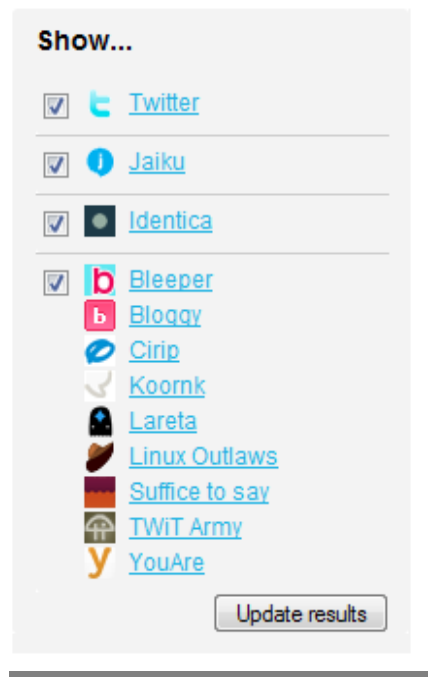 Show...
Twitter
Jaiku
Identica
Bleeper
Bloggy
Cirip
Koornk
Lareta
Linux Outlaws
Suffice to say
TWiT Army
YouAre
Update results